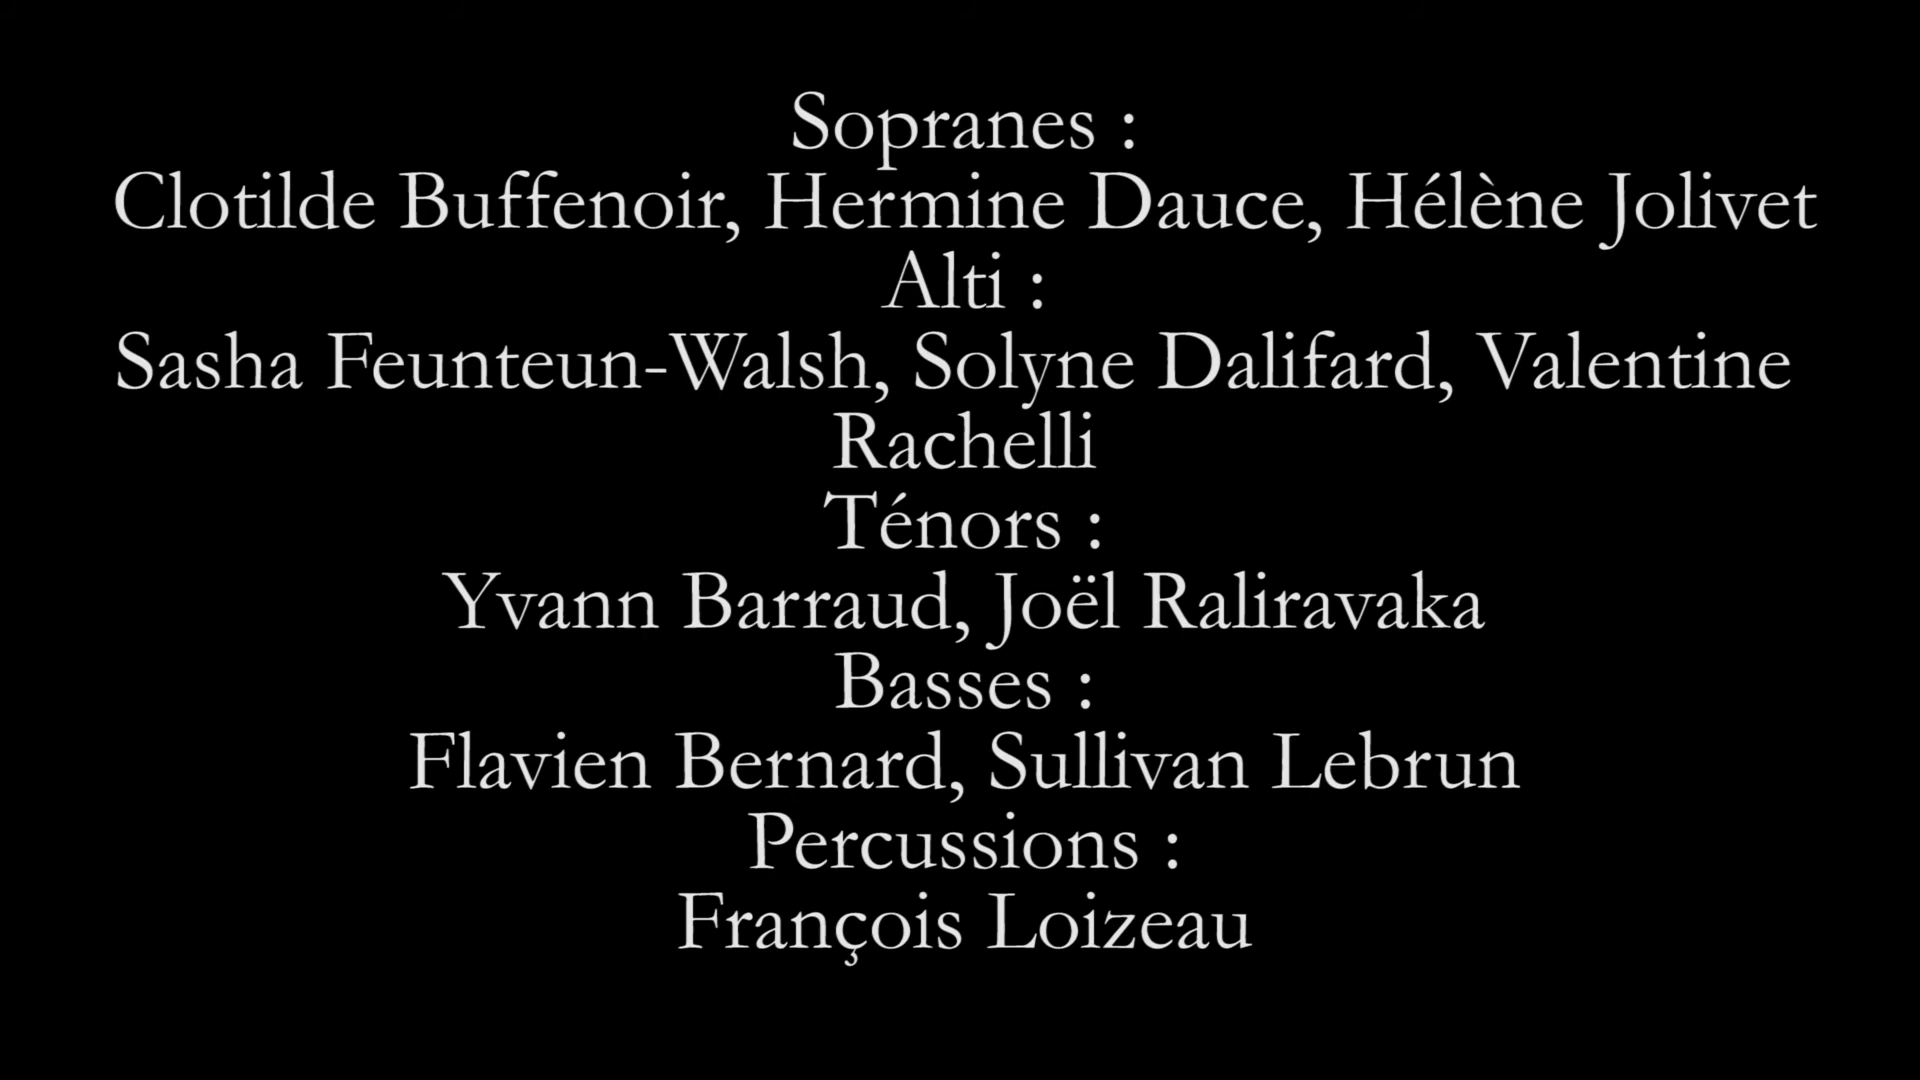 Sopranes :
Clotilde Buffenoir, Hermine Dauce, Hélène Jolivet
Alti :
Sasha Feunteun-Walsh, Solyne Dalifard, Valentine
Rachelli
Ténors :
Yvann Barraud, Joël Raliravaka
Basses :
Flavien Bernard, Sullivan Lebrun
Percussions :
François Loizeau